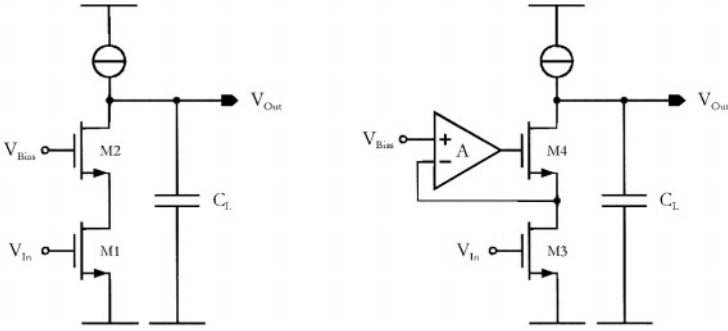 V_Out
V_Bias
M2
C_L
V_In
M1
V_Out
V_Bias
+
A
−
M4
C_L
V_In
M3